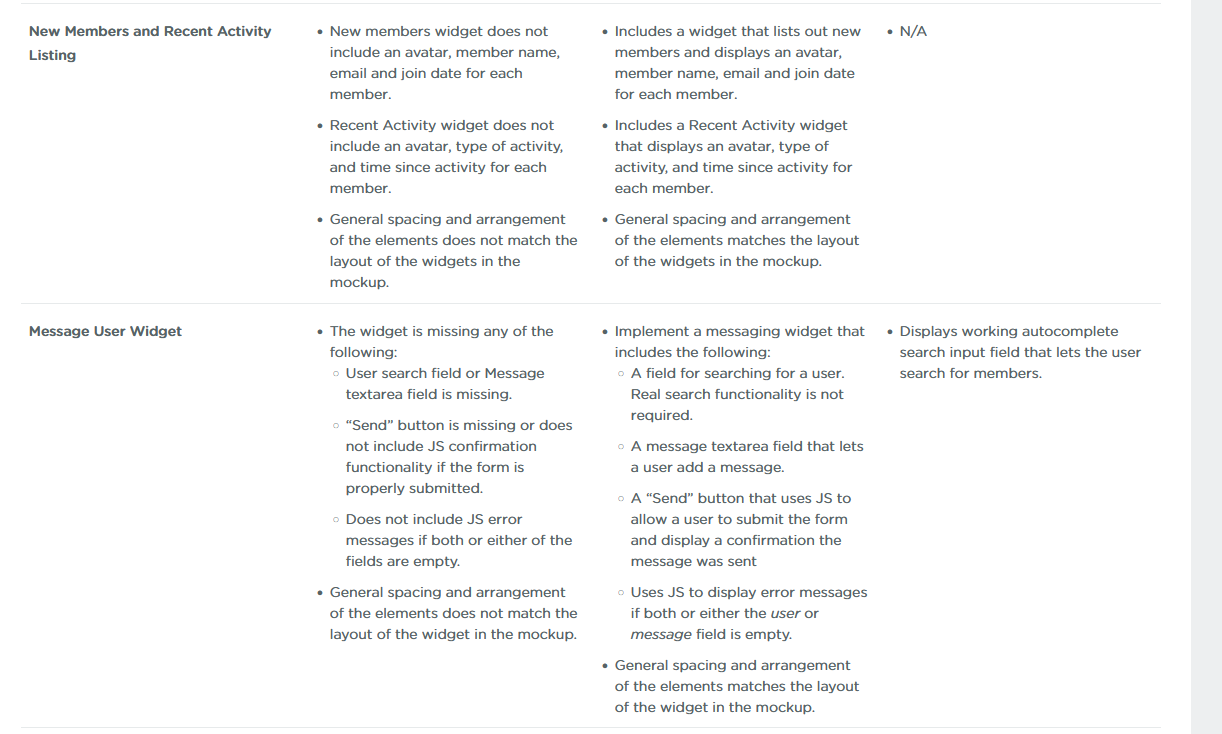 New Members and Recent Activity
Listing
New members widget does not
include an avatar, member name,
email and join date for each
member.
Recent Activity widget does not
include an avatar, type of activity,
and time since activity for each
member.
General spacing and arrangement
of the elements does not match the
layout of the widgets in the
mockup.
Includes a widget that lists out new
members and displays an avatar,
member name, email and join date
for each member.
Includes a Recent Activity widget
that displays an avatar, type of
activity, and time since activity for
each member.
General spacing and arrangement
of the elements matches the layout
of the widgets in the mockup.
N/A
Message User Widget
The widget is missing any of the
following:
User search field or Message
textarea field is missing.
“Send” button is missing or does
not include JS confirmation
functionality if the form is
properly submitted.
Does not include JS error
messages if both or either of the
fields are empty.
General spacing and arrangement
of the elements does not match the
layout of the widget in the mockup.
Implement a messaging widget that
includes the following:
A field for searching for a user.
Real search functionality is not
required.
A message textarea field that lets
a user add a message.
A “Send” button that uses JS to
allow a user to submit the form
and display a confirmation the
message was sent
Uses JS to display error messages
if both or either the user or
message field is empty.
General spacing and arrangement
of the elements matches the layout
of the widget in the mockup.
Displays working autocomplete
search input field that lets the user
search for members.